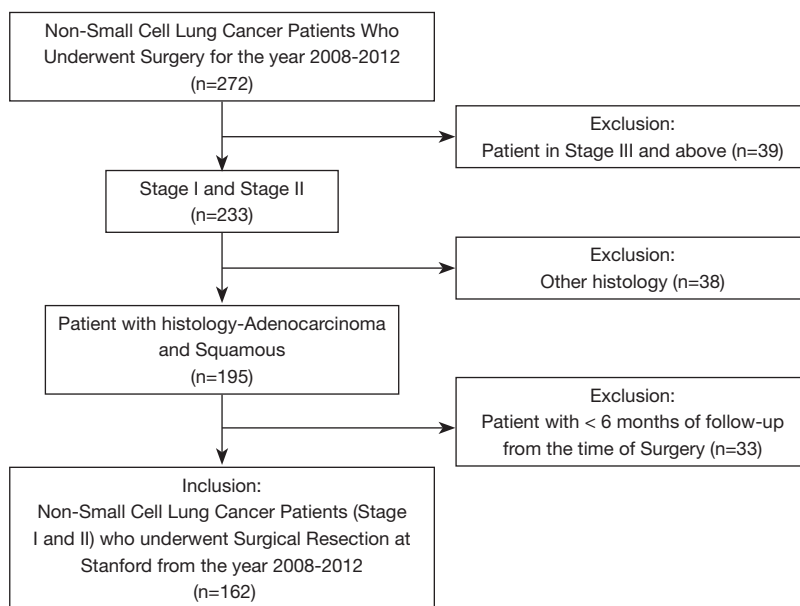 Non-Small Cell Lung Cancer Patients Who
Underwent Surgery for the year 2008-2012
(n=272)
Exclusion:
Patient in Stage III and above (n=39)
Stage I and Stage II
(n=233)
Exclusion:
Other histology (n=38)
Patient with histology-Adenocarcinoma
and Squamous
(n=195)
Exclusion:
Patient with < 6 months of follow-up
from the time of Surgery (n=33)
Inclusion:
Non-Small Cell Lung Cancer Patients (Stage
I and II) who underwent Surgical Resection at
Stanford from the year 2008-2012
(n=162)